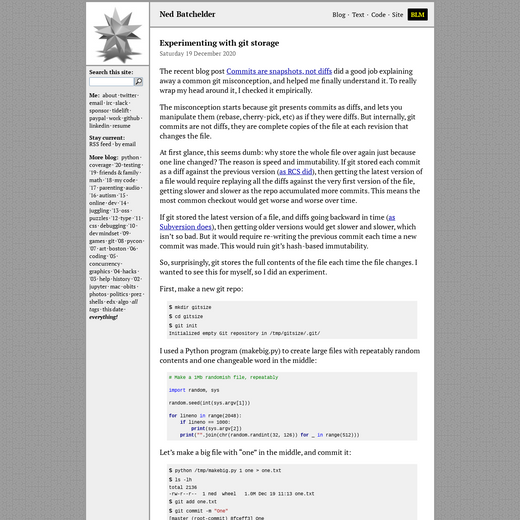 Ned Batchelder
Blog · Text · Code · Site
BLM
Search this site:
Me: about · twitter ·
email · irc · slack ·
sponsor · tidelift ·
paypal · work · github ·
linkedin · resume
Stay current:
RSS feed · by email
More blog: python ·
coverage · '20 · testing ·
'19 · friends & family ·
math · '18 · my code ·
'17 · parenting · audio ·
'16 · autism · '15 ·
online · dev · '14 ·
juggling · '13 · oss ·
puzzles · '12 · type · '11 ·
css · debugging · '10 ·
dev mindset · '09 ·
games · git · '08 · pycon ·
'07 · art · boston · '06 ·
coding · '05 ·
concurrency ·
graphics · '04 · hacks ·
'03 · help · history · '02 ·
jupyter · mac · obits ·
photos · politics · prez ·
shells · edx · algo · all
tags · this date ·
everything!
Experimenting with git storage
Saturday 19 December 2020
The recent blog post Commits are snapshots, not diffs did a good job explaining
away a common git misconception, and helped me finally understand it. To really
wrap my head around it, I checked it empirically.
The misconception starts because git presents commits as diffs, and lets you
manipulate them (rebase, cherry-pick, etc) as if they were diffs. But internally, git
commits are not diffs, they are complete copies of the file at each revision that
changes the file.
At first glance, this seems dumb: why store the whole file over again just because
one line changed? The reason is speed and immutability. If git stored each commit
as a diff against the previous version (as RCS did), then getting the latest version of
a file would require replaying all the diffs against the very first version of the file,
getting slower and slower as the repo accumulated more commits. This means the
most common checkout would get worse and worse over time.
If git stored the latest version of a file, and diffs going backward in time (as
Subversion does), then getting older versions would get slower and slower, which
isn't so bad. But it would require re-writing the previous commit each time a new
commit was made. This would ruin git's hash-based immutability.
So, surprisingly, git stores the full contents of the file each time the file changes. I
wanted to see this for myself, so I did an experiment.
First, make a new git repo:
$ mkdir gitsize
$ cd gitsize
$ git init
Initialized empty Git repository in /tmp/gitsize/.git/
I used a Python program (makebig.py) to create large files with repeatably random
contents and one changeable word in the middle:
# Make a 1Mb randomish file, repeatably
import random, sys
random.seed(int(sys.argv[1]))
for lineno in range(2048):
if lineno == 1000:
print(sys.argv[2])
print("".join(chr(random.randint(32, 126)) for _ in range(512)))
Let's make a big file with "one" in the middle, and commit it:
$ python /tmp/makebig.py 1 one > one.txt
$ ls -lh
total 2136
-rw-r--r-- 1 ned wheel 1.0M Dec 19 11:13 one.txt
$ git add one.txt
$ git commit -m "One"
[master (root-commit) 8fceff3] One